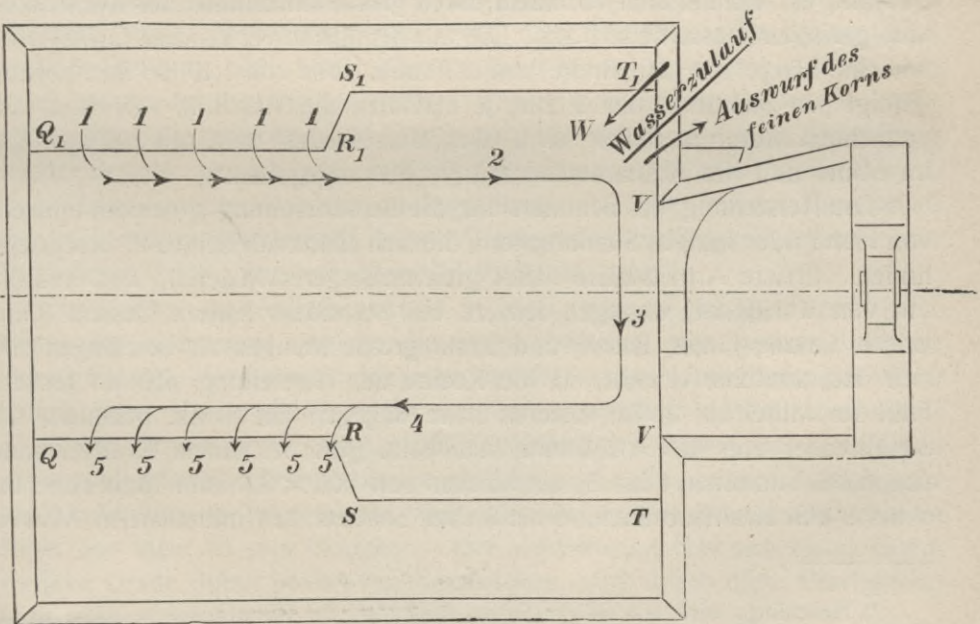 S₁
T₁
Wasserzulauf
Auswurf des
feinen Korns
W
Q₁
1 1 1 1 1
R₁
2
V
3
4
Q
5 5 5 5 5 5
R
V
S
T